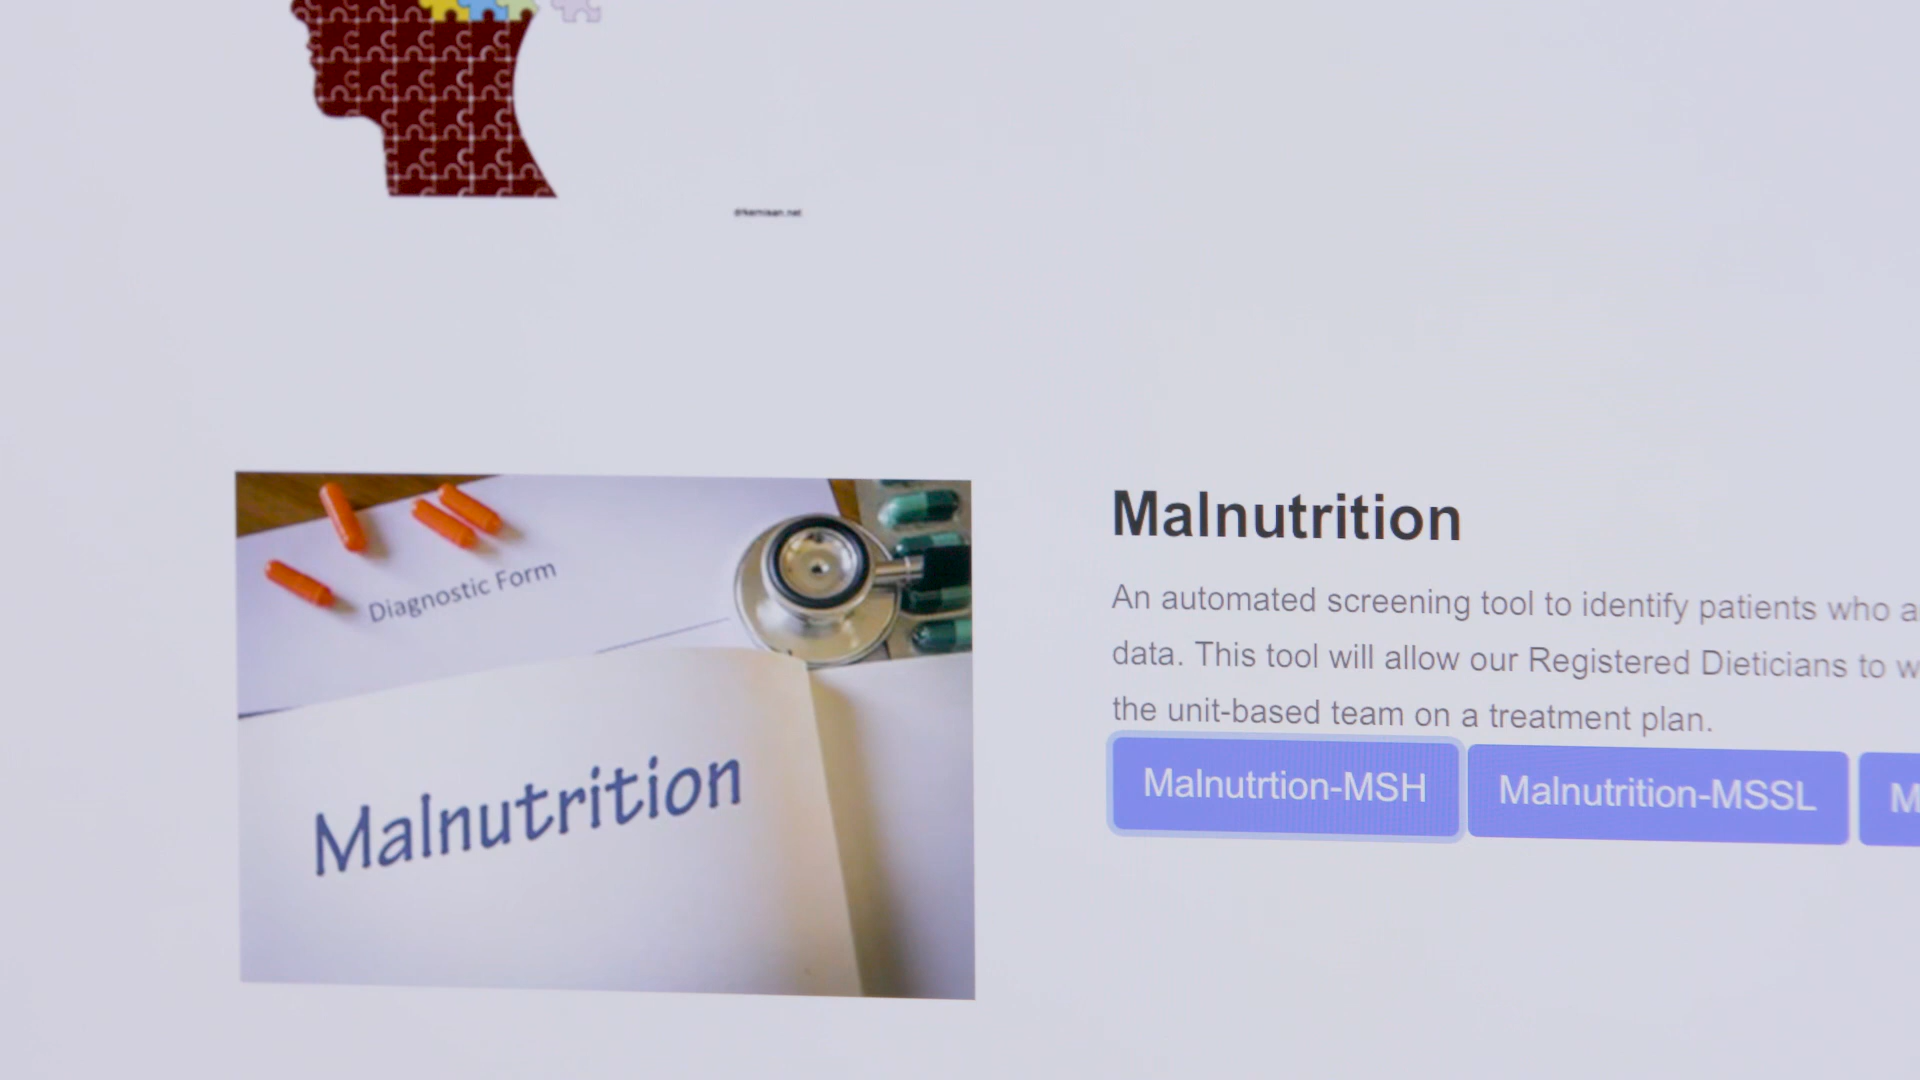 Diagnostic Form
Malnutrition
Malnutrition
An automated screening tool to identify patients who
data. This tool will allow our Registered Dieticians to
the unit-based team on a treatment plan.
Malnutrtion-MSH
Malnutrition-MSSL
M